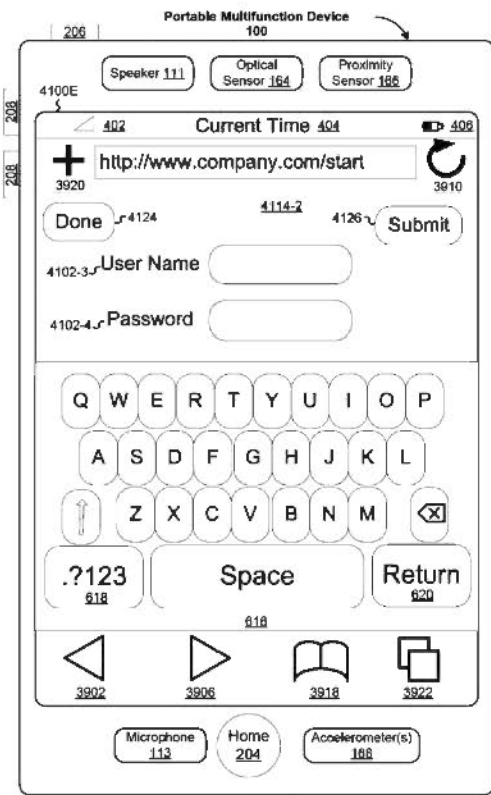 Portable Multifunction Device
100
206
Speaker 111
Optical
Sensor 164
Proximity
Sensor 166
4100E
208
208
402
Current Time 404
406
3920
http://www.company.com/start
3910
Done
4124
4114-2
4126
Submit
4102-3
User Name
4102-4
Password
Q W E R T Y U I O P
A S D F G H J K L
Z X C V B N M
.?123
618
Space
Return
620
616
3902
3906
3918
3922
Microphone
113
Home
204
Accelerometer(s)
168